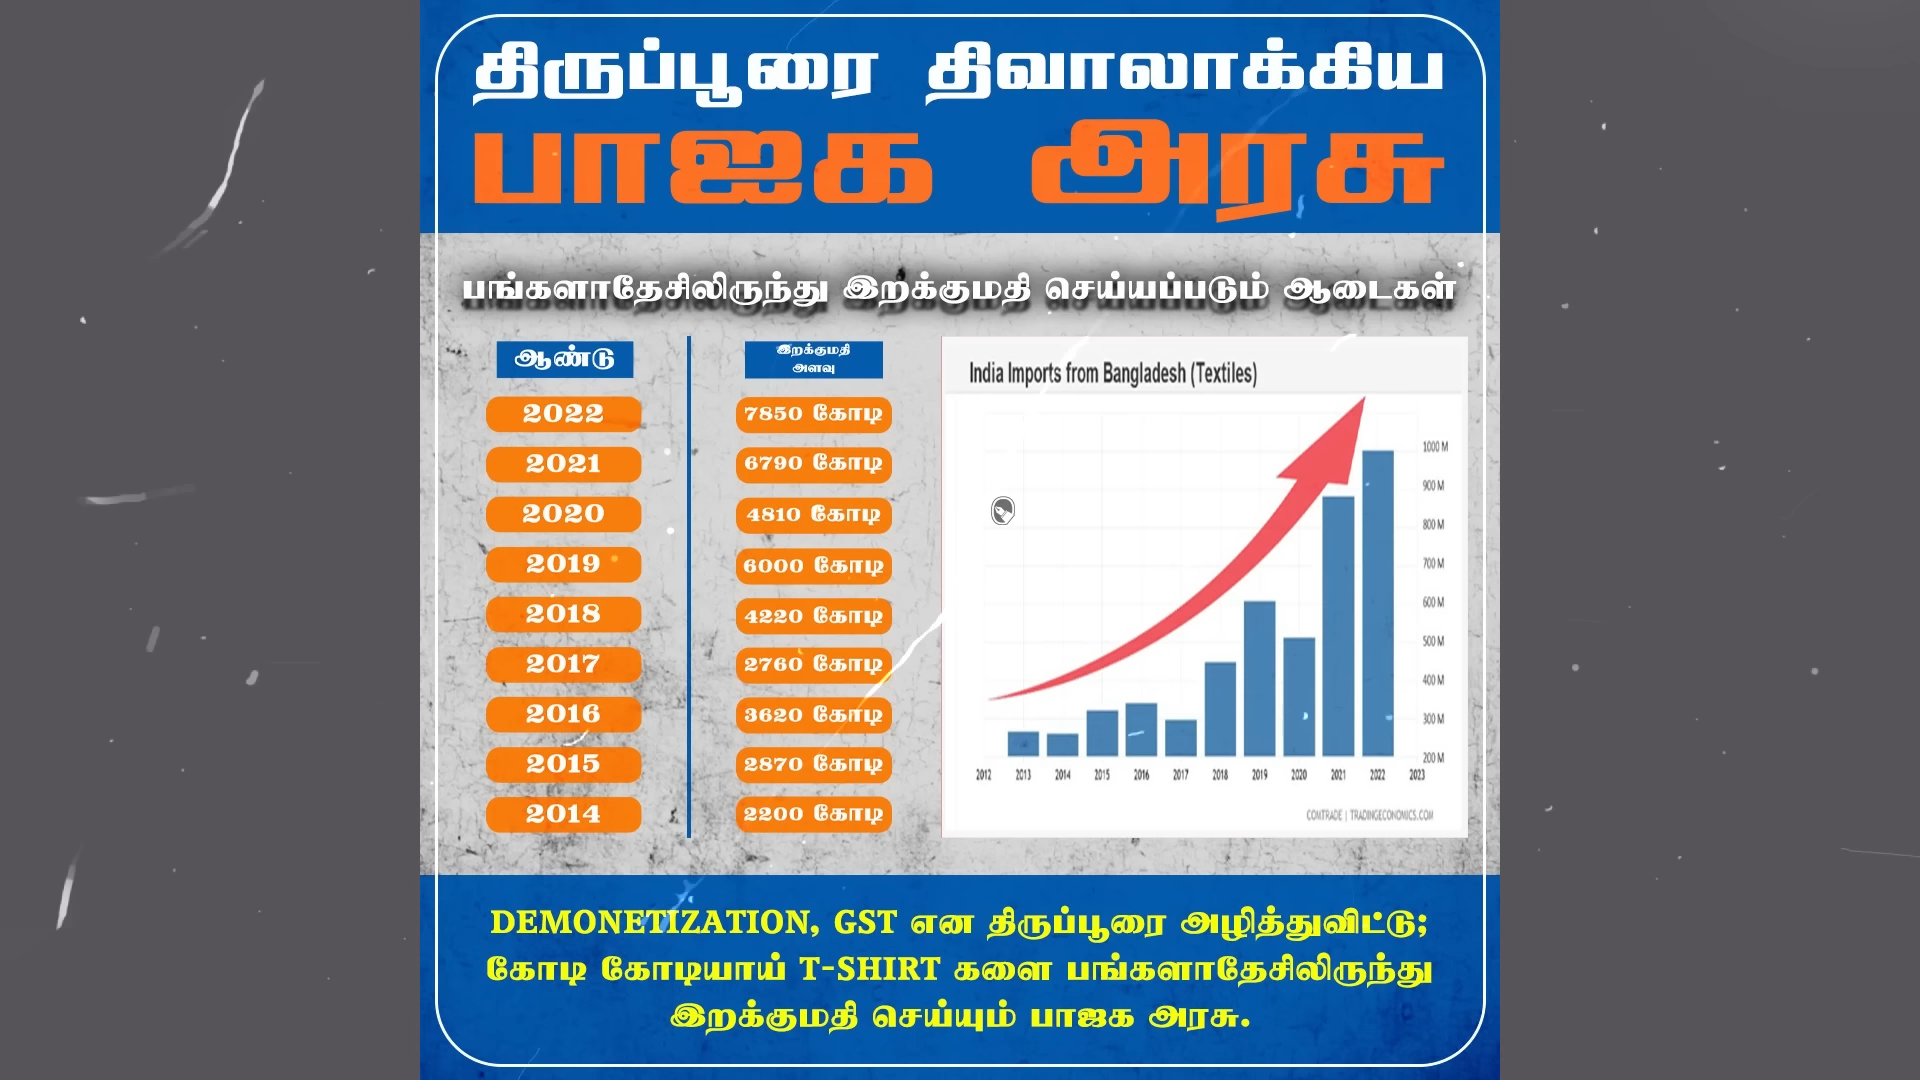 திருப்பூரை திவாலாக்கிய
பாஜக அரசு
பங்களாதேசிலிருந்து இறக்குமதி செய்யப்படும் ஆடைகள்
ஆண்டு
இறக்குமதி
அளவு
2022 7850 கோடி
2021 6790 கோடி
2020 4810 கோடி
2019 6000 கோடி
2018 4220 கோடி
2017 2760 கோடி
2016 3620 கோடி
2015 2870 கோடி
2014 2200 கோடி
India Imports from Bangladesh (Textiles)
1000 M
900 M
800 M
700 M
600 M
500 M
400 M
300 M
200 M
2012 2013 2014 2015 2016 2017 2018 2019 2020 2021 2022 2023
COMTRADE | TRADINGECONOMICS.COM
DEMONETIZATION, GST என திருப்பூரை அழித்துவிட்டு;
கோடி கோடியாய் T-SHIRT களை பங்களாதேசிலிருந்து
இறக்குமதி செய்யும் பாஜக அரசு.